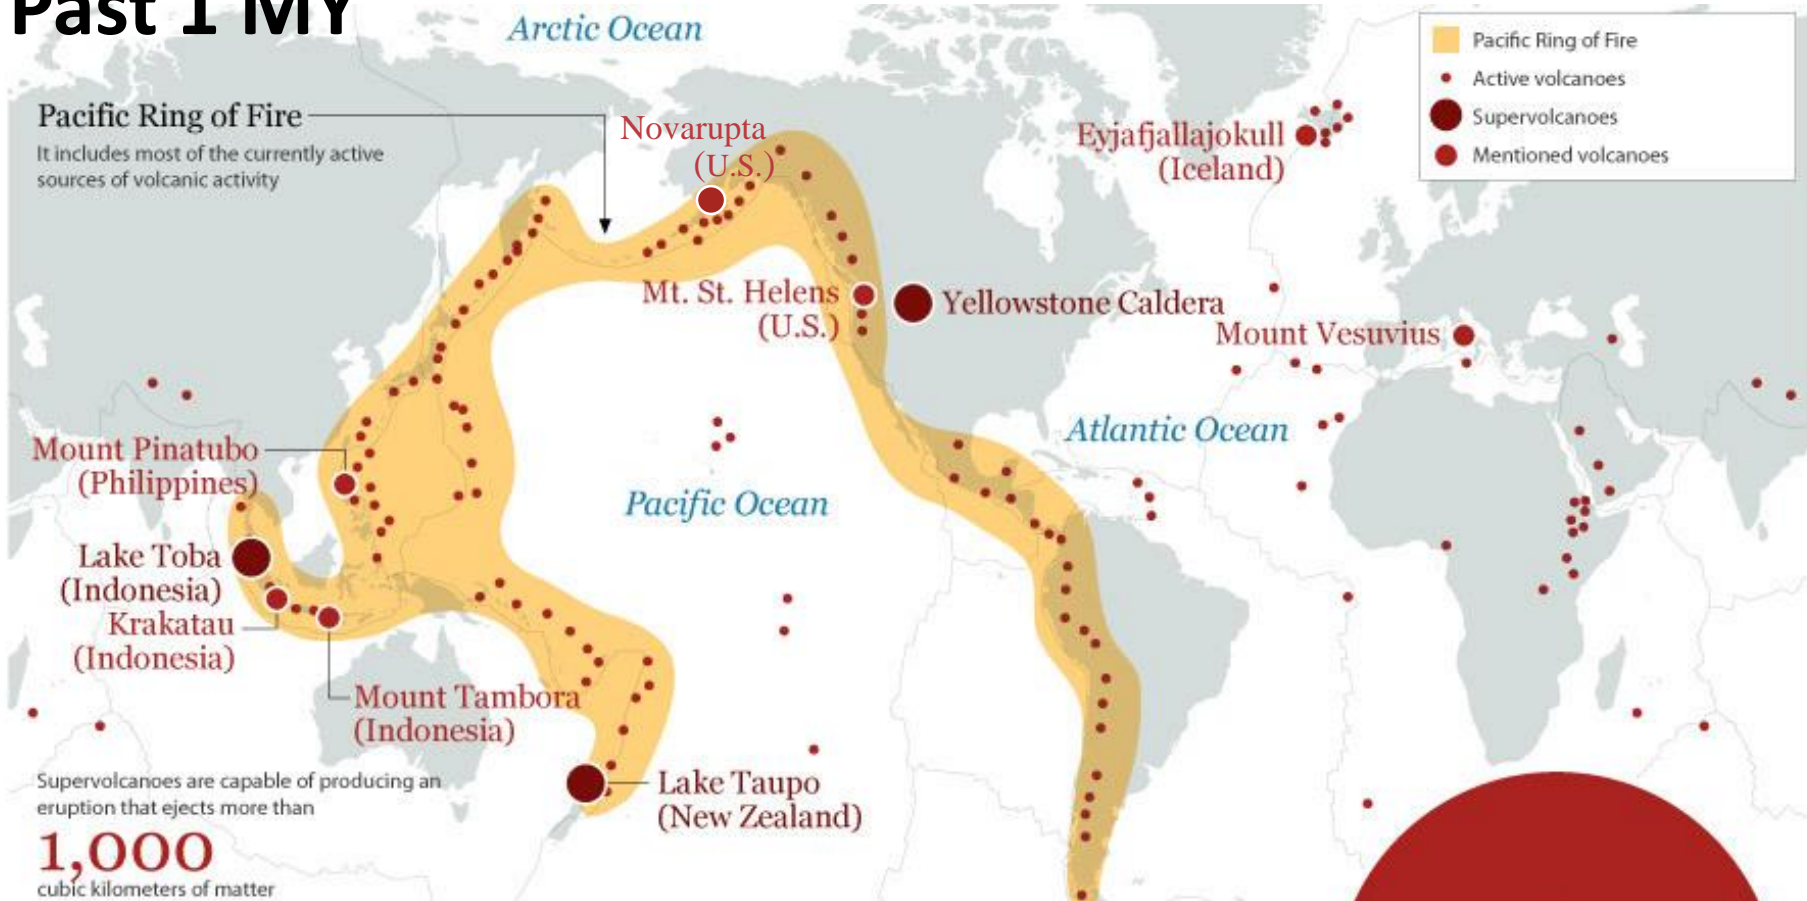 Past 1 MY
Arctic Ocean
Pacific Ring of Fire
It includes most of the currently active
sources of volcanic activity
Novarupta
(U.S.)
Eyjafjallajokull
(Iceland)
Pacific Ring of Fire
Active volcanoes
Supervolcanoes
Mentioned volcanoes
Mt. St. Helens
(U.S.)
Yellowstone Caldera
Mount Vesuvius
Atlantic Ocean
Mount Pinatubo
(Philippines)
Pacific Ocean
Lake Toba
(Indonesia)
Krakatau
(Indonesia)
Mount Tambora
(Indonesia)
Lake Taupo
(New Zealand)
Supervolcanoes are capable of producing an
eruption that ejects more than
1,000
cubic kilometers of matter